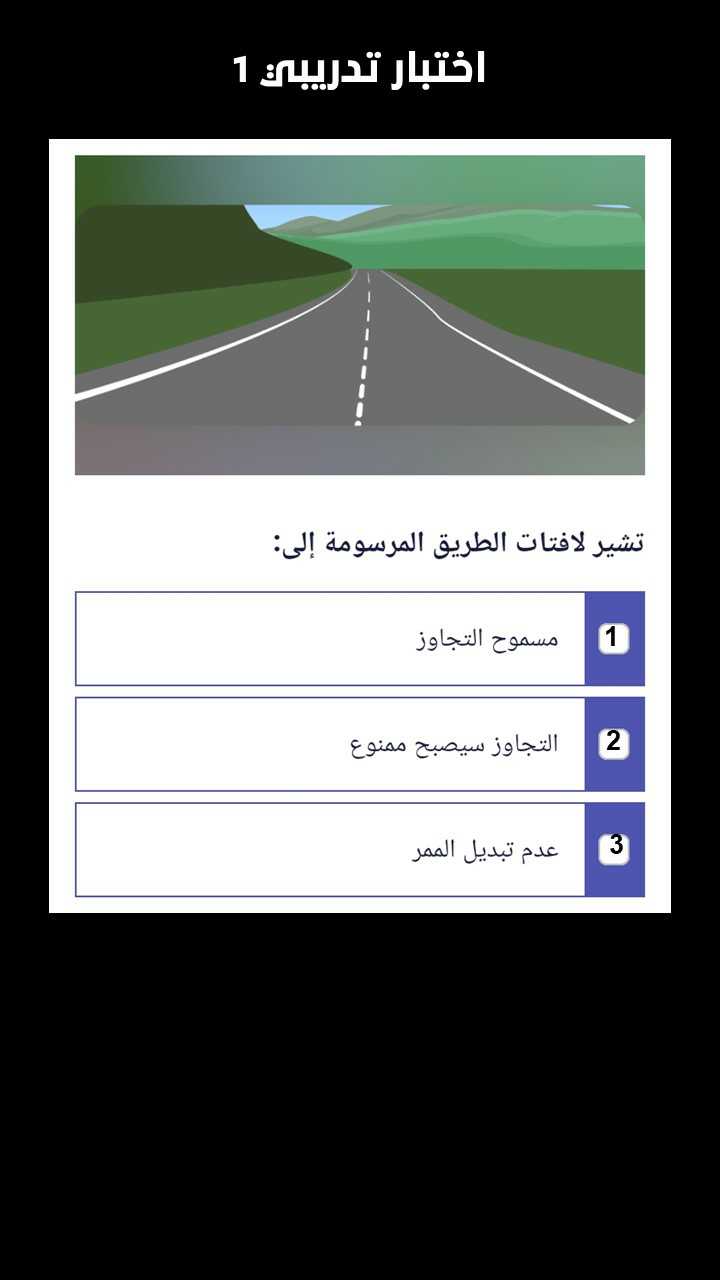 اختبار تدريبي 1
تشير لافتات الطريق المرسومة إلى:
1 مسموح التجاوز
2 التجاوز سيصبح ممنوع
3 عدم تبديل الممر